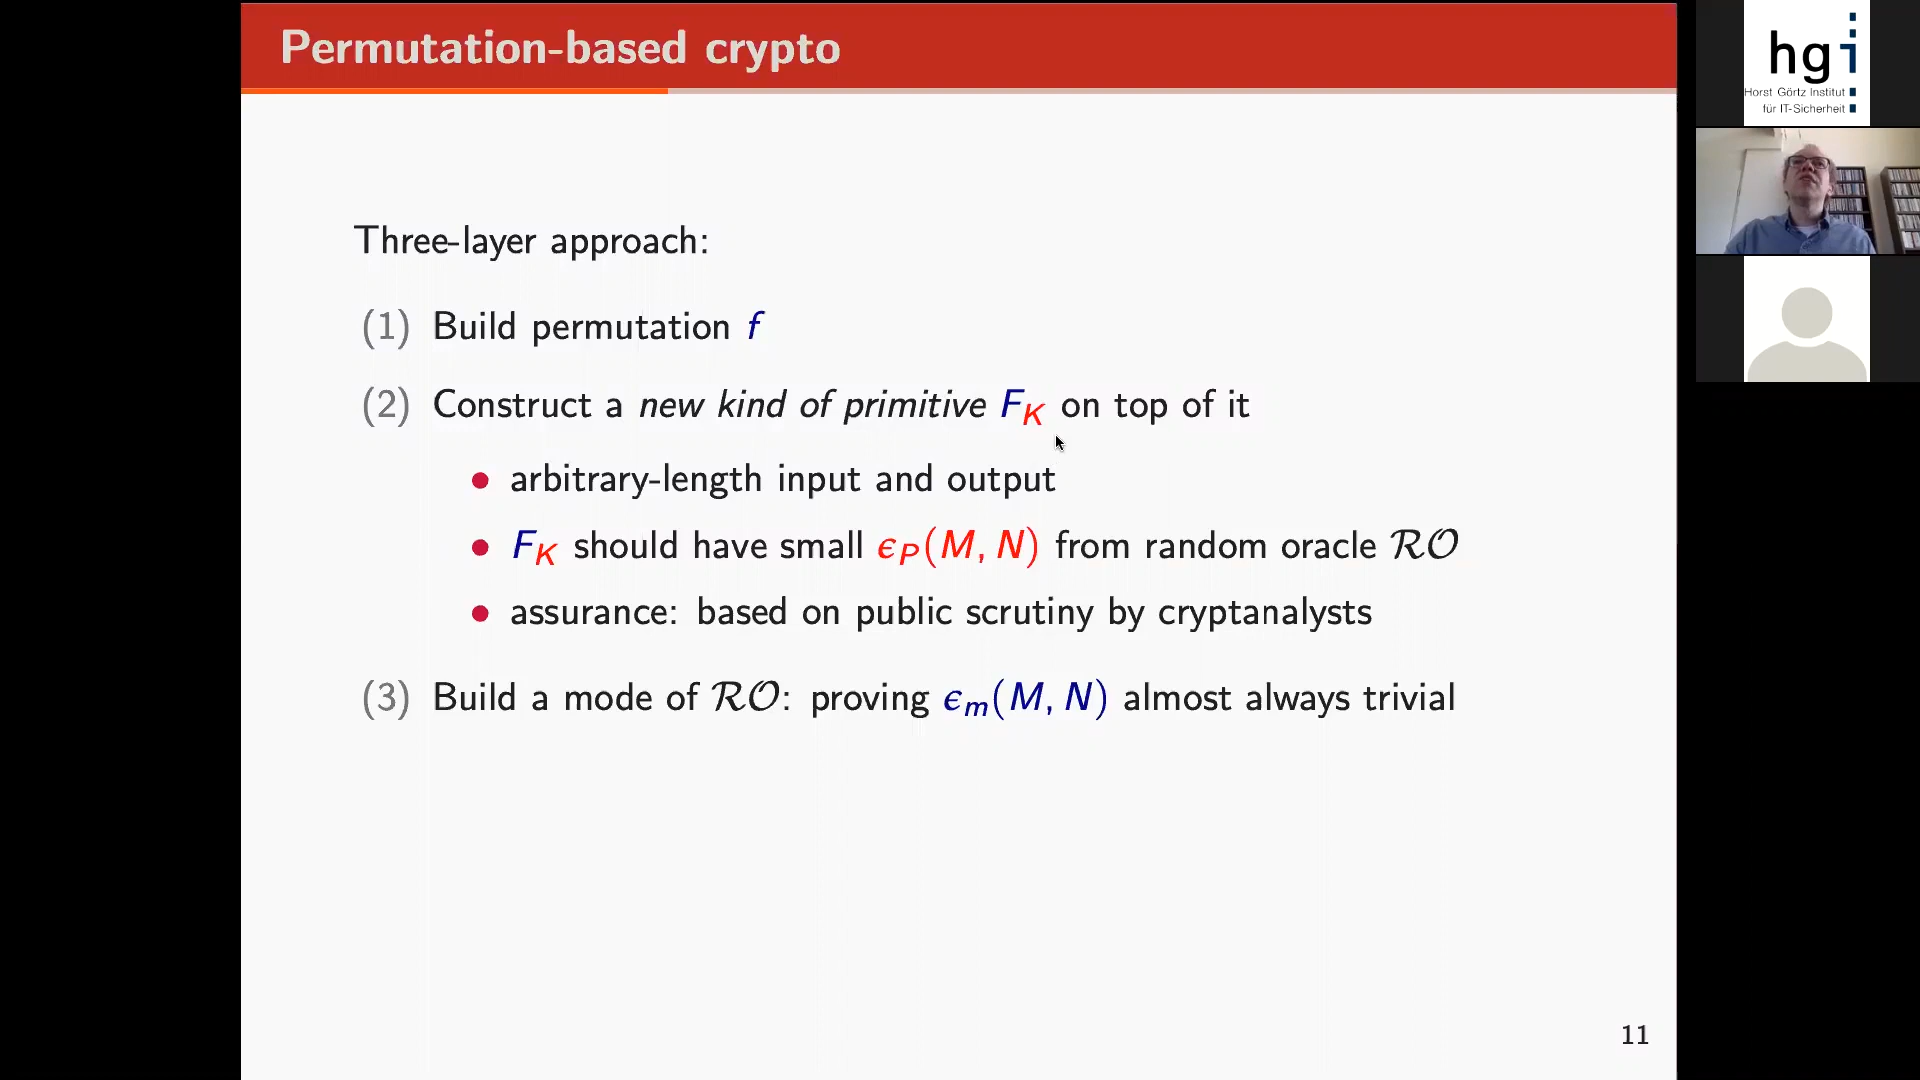 Permutation-based crypto
Three-layer approach:
(1) Build permutation f
(2) Construct a new kind of primitive F_K on top of it
• arbitrary-length input and output
• F_K should have small ϵ_P(M, N) from random oracle 𝓡𝓞
• assurance: based on public scrutiny by cryptanalysts
(3) Build a mode of 𝓡𝓞: proving ϵ_m(M, N) almost always trivial
11
hgi
Horst Görtz Institut
für IT-Sicherheit